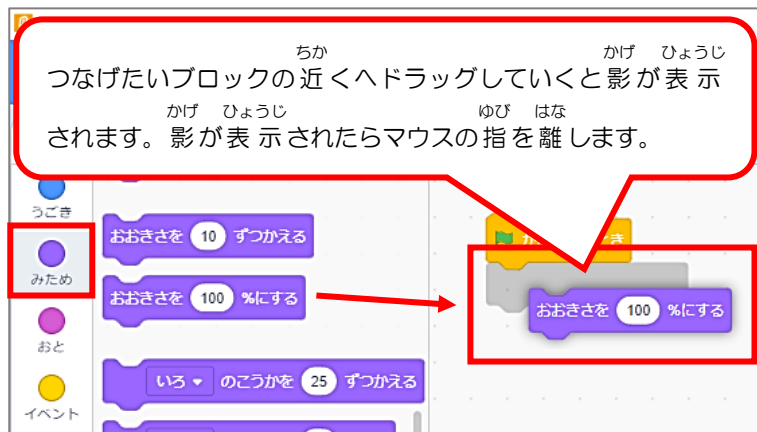 ちか かげ ひょうじ
つなげたいブロックの近くへドラッグしていくと影が表示
かげ ひょうじ ゆび はな
されます。影が表示されたらマウスの指を離します。
うごき
みため
おと
イベント
おおきさを 10 ずつかえる
おおきさを 100 %にする
いろ のこうかを 25 ずつかえる
き
おおきさを 100 %にする